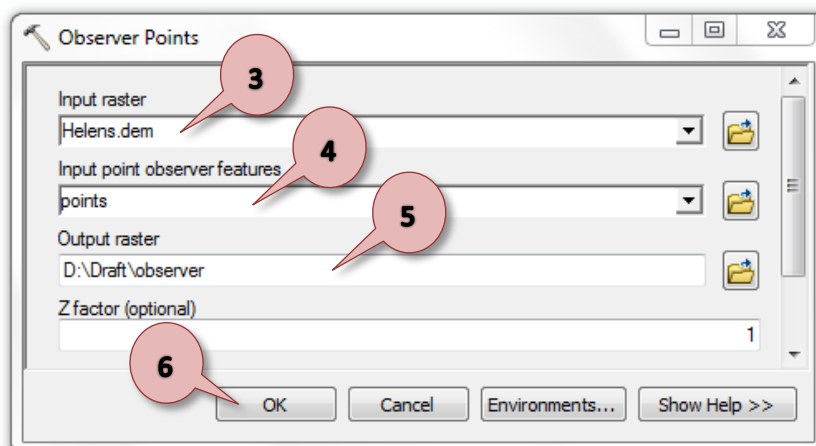 Observer Points
3
Input raster
Helens.dem
4
Input point observer features
points
5
Output raster
D:\Draft\observer
Z factor (optional)
1
6
OK Cancel Environments... Show Help >>